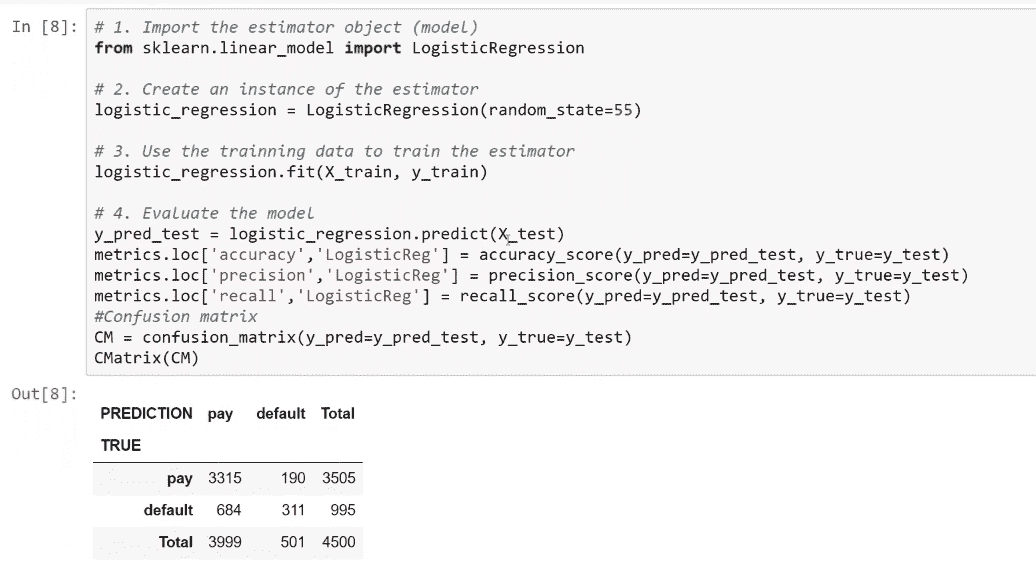 In [8]: # 1. Import the estimator object (model)
from sklearn.linear_model import LogisticRegression
# 2. Create an instance of the estimator
logistic_regression = LogisticRegression(random_state=55)
# 3. Use the trainning data to train the estimator
logistic_regression.fit(X_train, y_train)
# 4. Evaluate the model
y_pred_test = logistic_regression.predict(X_test)
metrics.loc['accuracy','LogisticReg'] = accuracy_score(y_pred=y_pred_test, y_true=y_test)
metrics.loc['precision','LogisticReg'] = precision_score(y_pred=y_pred_test, y_true=y_test)
metrics.loc['recall','LogisticReg'] = recall_score(y_pred=y_pred_test, y_true=y_test)
#Confusion matrix
CM = confusion_matrix(y_pred=y_pred_test, y_true=y_test)
CMatrix(CM)
Out[8]:
PREDICTION pay default Total
TRUE
pay 3315 190 3505
default 684 311 995
Total 3999 501 4500